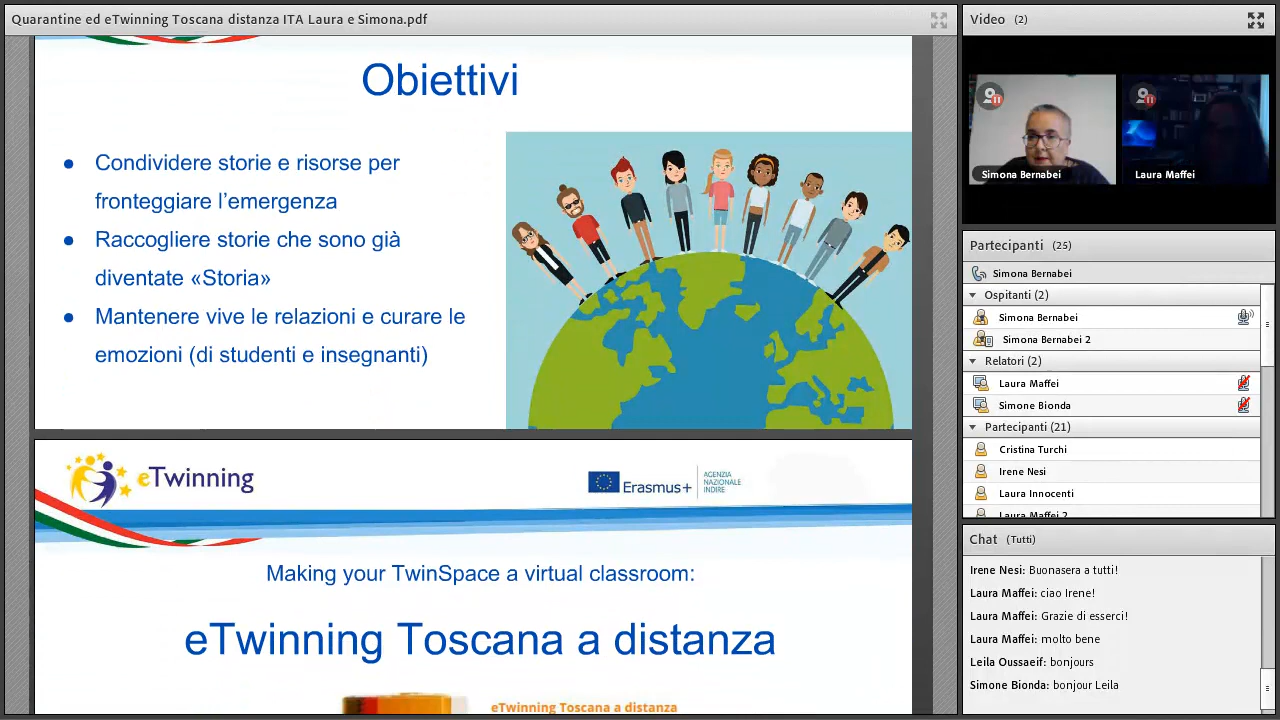 Quarantine ed eTwinning Toscana distanza ITA Laura e Simona.pdf
Obiettivi
● Condividere storie e risorse per
fronteggiare l'emergenza
● Raccogliere storie che sono già
diventate «Storia»
● Mantenere vive le relazioni e curare le
emozioni (di studenti e insegnanti)
eTwinning
Erasmus+
AGENZIA
NAZIONALE
INDIRE
Making your TwinSpace a virtual classroom:
eTwinning Toscana a distanza
eTwinning Toscana a distanza
Video (2)
Simona Bernabei
Laura Maffei
Partecipanti (25)
Simona Bernabei
Ospitanti (2)
Simona Bernabei
Simona Bernabei 2
Relatori (2)
Laura Maffei
Simone Bionda
Partecipanti (21)
Cristina Turchi
Irene Nesi
Laura Innocenti
Laura Maffei 2
Chat (Tutti)
Irene Nesi: Buonasera a tutti!
Laura Maffei: ciao Irene!
Laura Maffei: Grazie di esserci!
Laura Maffei: molto bene
Leila Oussaeif: bonjours
Simone Bionda: bonjour Leila